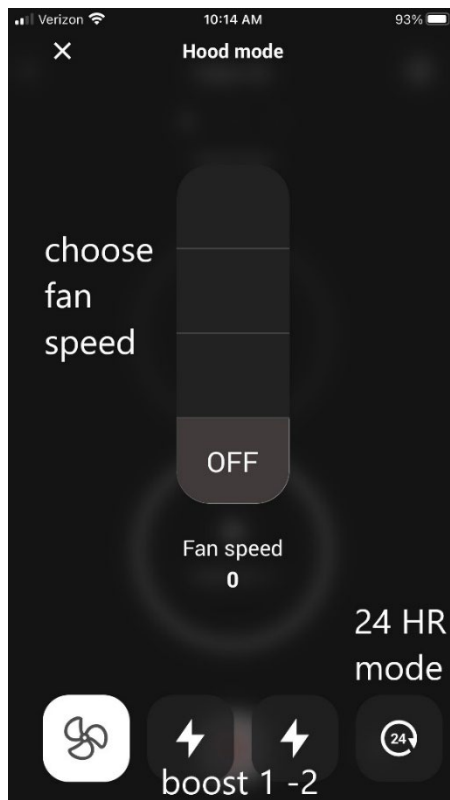 Verizon 10:14 AM 93%
Hood mode
choose
fan
speed
OFF
Fan speed
0
24 HR
mode
24
boost 1 -2